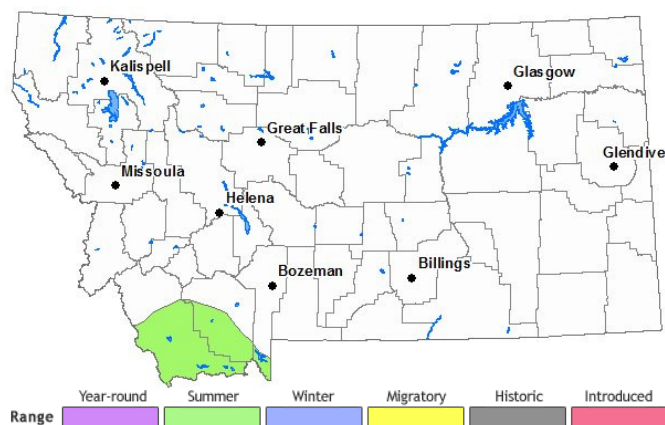 Kalispell
Glasgow
Great Falls
Glendive
Missoula
Helena
Bozeman
Billings
Year-round Summer Winter Migratory Historic Introduced
Range